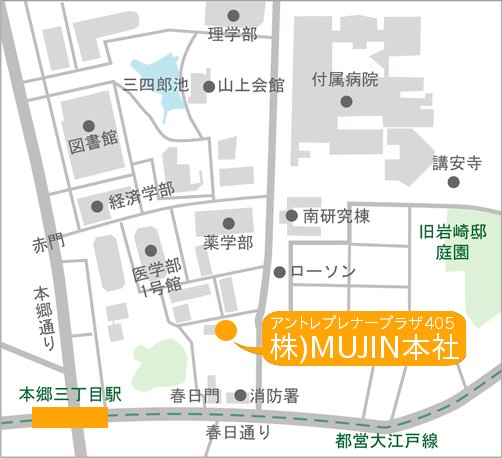 理学部
三四郎池
山上会館
付属病院
図書館
講安寺
経済学部
南研究棟
赤門
薬学部
旧岩崎邸
庭園
医学部
1号館
ローソン
本郷通り
アントレプレナープラザ405
株)MUJIN本社
本郷三丁目駅
春日門
消防署
春日通り
都営大江戸線